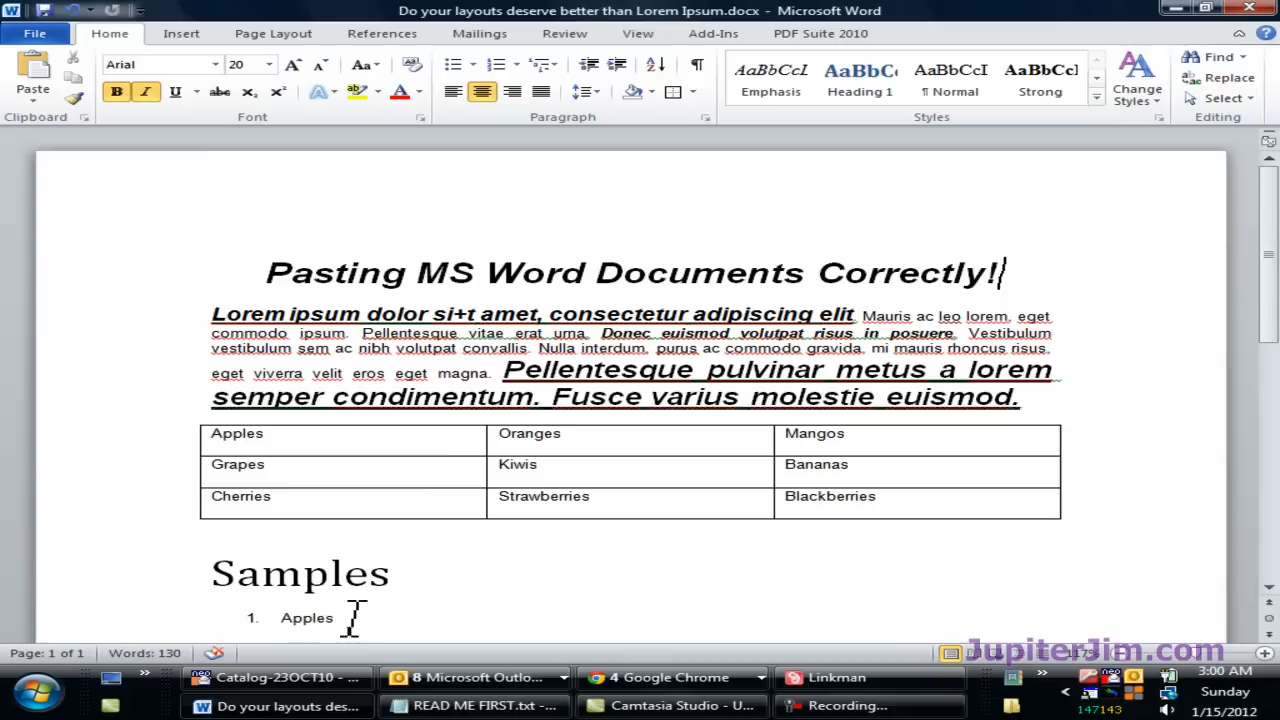 Do your layouts deserve better than Lorem Ipsum.docx - Microsoft Word
File Home Insert Page Layout References Mailings Review View Add-Ins PDF Suite 2010
Paste
Arial 20
Aa
B I U abc x₂ x²
AaBbCcI AaBbC AaBbCcI AaBbCcI
Emphasis Heading 1 ¶ Normal Strong
Change Styles
Find
Replace
Select
Clipboard Font Paragraph Styles Editing
Pasting MS Word Documents Correctly!
Lorem ipsum dolor si+t amet, consectetur adipiscing elit. Mauris ac leo lorem, eget
commodo ipsum. Pellentesque vitae erat urna. Donec euismod volutpat risus in posuere. Vestibulum
vestibulum sem ac nibh volutpat convallis. Nulla interdum, purus ac commodo gravida, mi mauris rhoncus risus,
eget viverra velit eros eget magna. Pellentesque pulvinar metus a lorem
semper condimentum. Fusce varius molestie euismod.
Apples Oranges Mangos
Grapes Kiwis Bananas
Cherries Strawberries Blackberries
Samples
1. Apples
Page: 1 of 1 Words: 130 117%
JupiterJim.com
Catalog-23OCT10 - ... 8 Microsoft Outlo... 4 Google Chrome Linkman
Do your layouts des... READ ME FIRST.txt - ... Camtasia Studio - U... Recording...
147143
3:00 AM
Sunday
1/15/2012